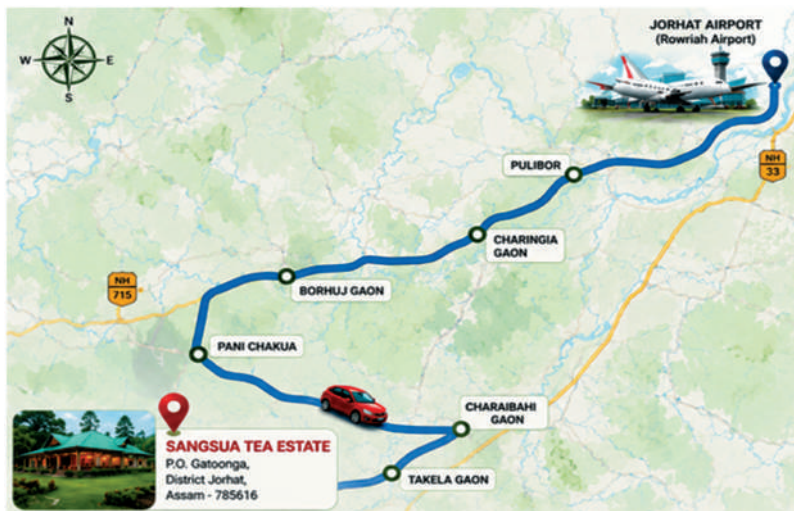 N
W E
S
JORHAT AIRPORT
(Rowriah Airport)
PULIBOR
NH
33
CHARINGIA
GAON
NH
715
BORHUJ GAON
PANI CHAKUA
CHARAIBAHI
GAON
SANGSUA TEA ESTATE
P.O. Gatoonga,
District Jorhat,
Assam - 785616
TAKELA GAON